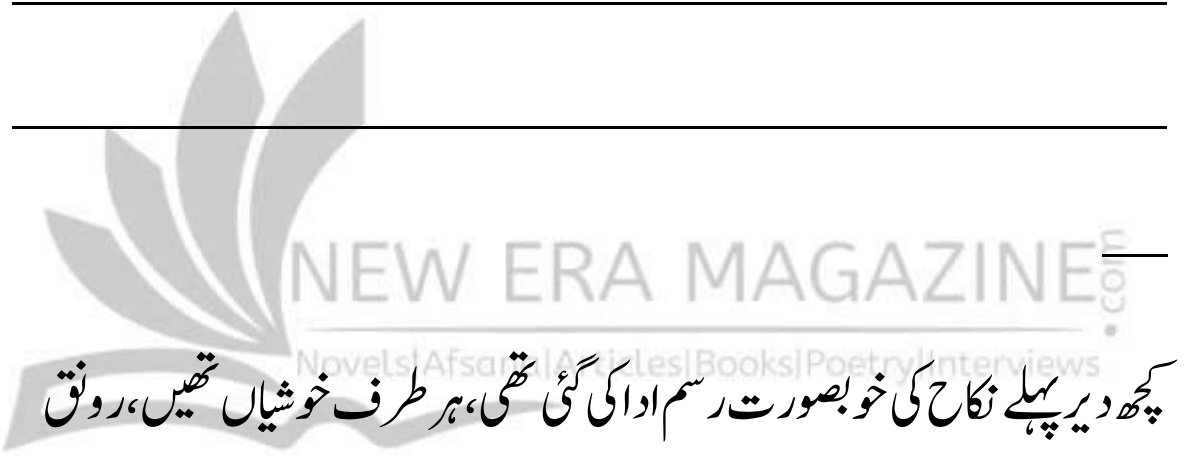 NEW ERA MAGAZINE.com
Novels|Afsana|Articles|Books|Poetry|Interviews
کچھ دیر پہلے نکاح کی خوبصورت رسم ادا کی گئی تھی،ہر طرف خوشیاں تھیں،رونق